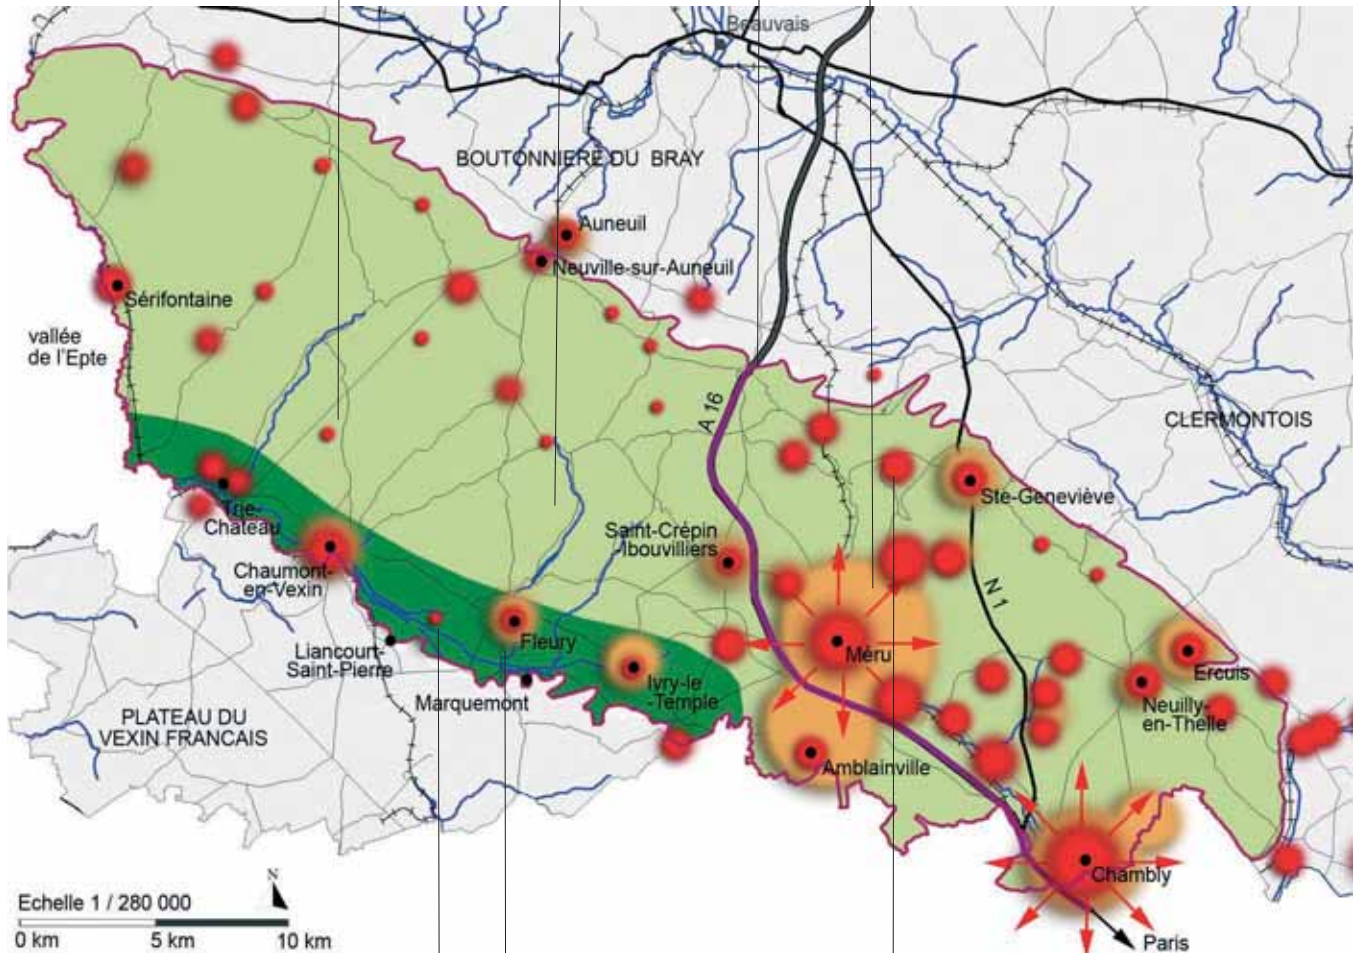 Beauvais
BOUTONNIERE DU BRAY
Auneuil
Neuville-sur-Auneuil
Sérifontaine
vallée
de l'Epte
A 16
CLERMONTOIS
Ste-Geneviève
Trie-
Château
Saint-Crépin
-Ibouvilliers
Chaumont-
en-Vexin
N 1
Fleury
Méru
Liancourt-
Saint-Pierre
Ivry-le
-Temple
Ercuis
Marquemont
Neuilly-
en-Thelle
PLATEAU DU
VEXIN FRANCAIS
Amblainville
Chambly
N
Echelle 1 / 280 000
0 km 5 km 10 km
Paris